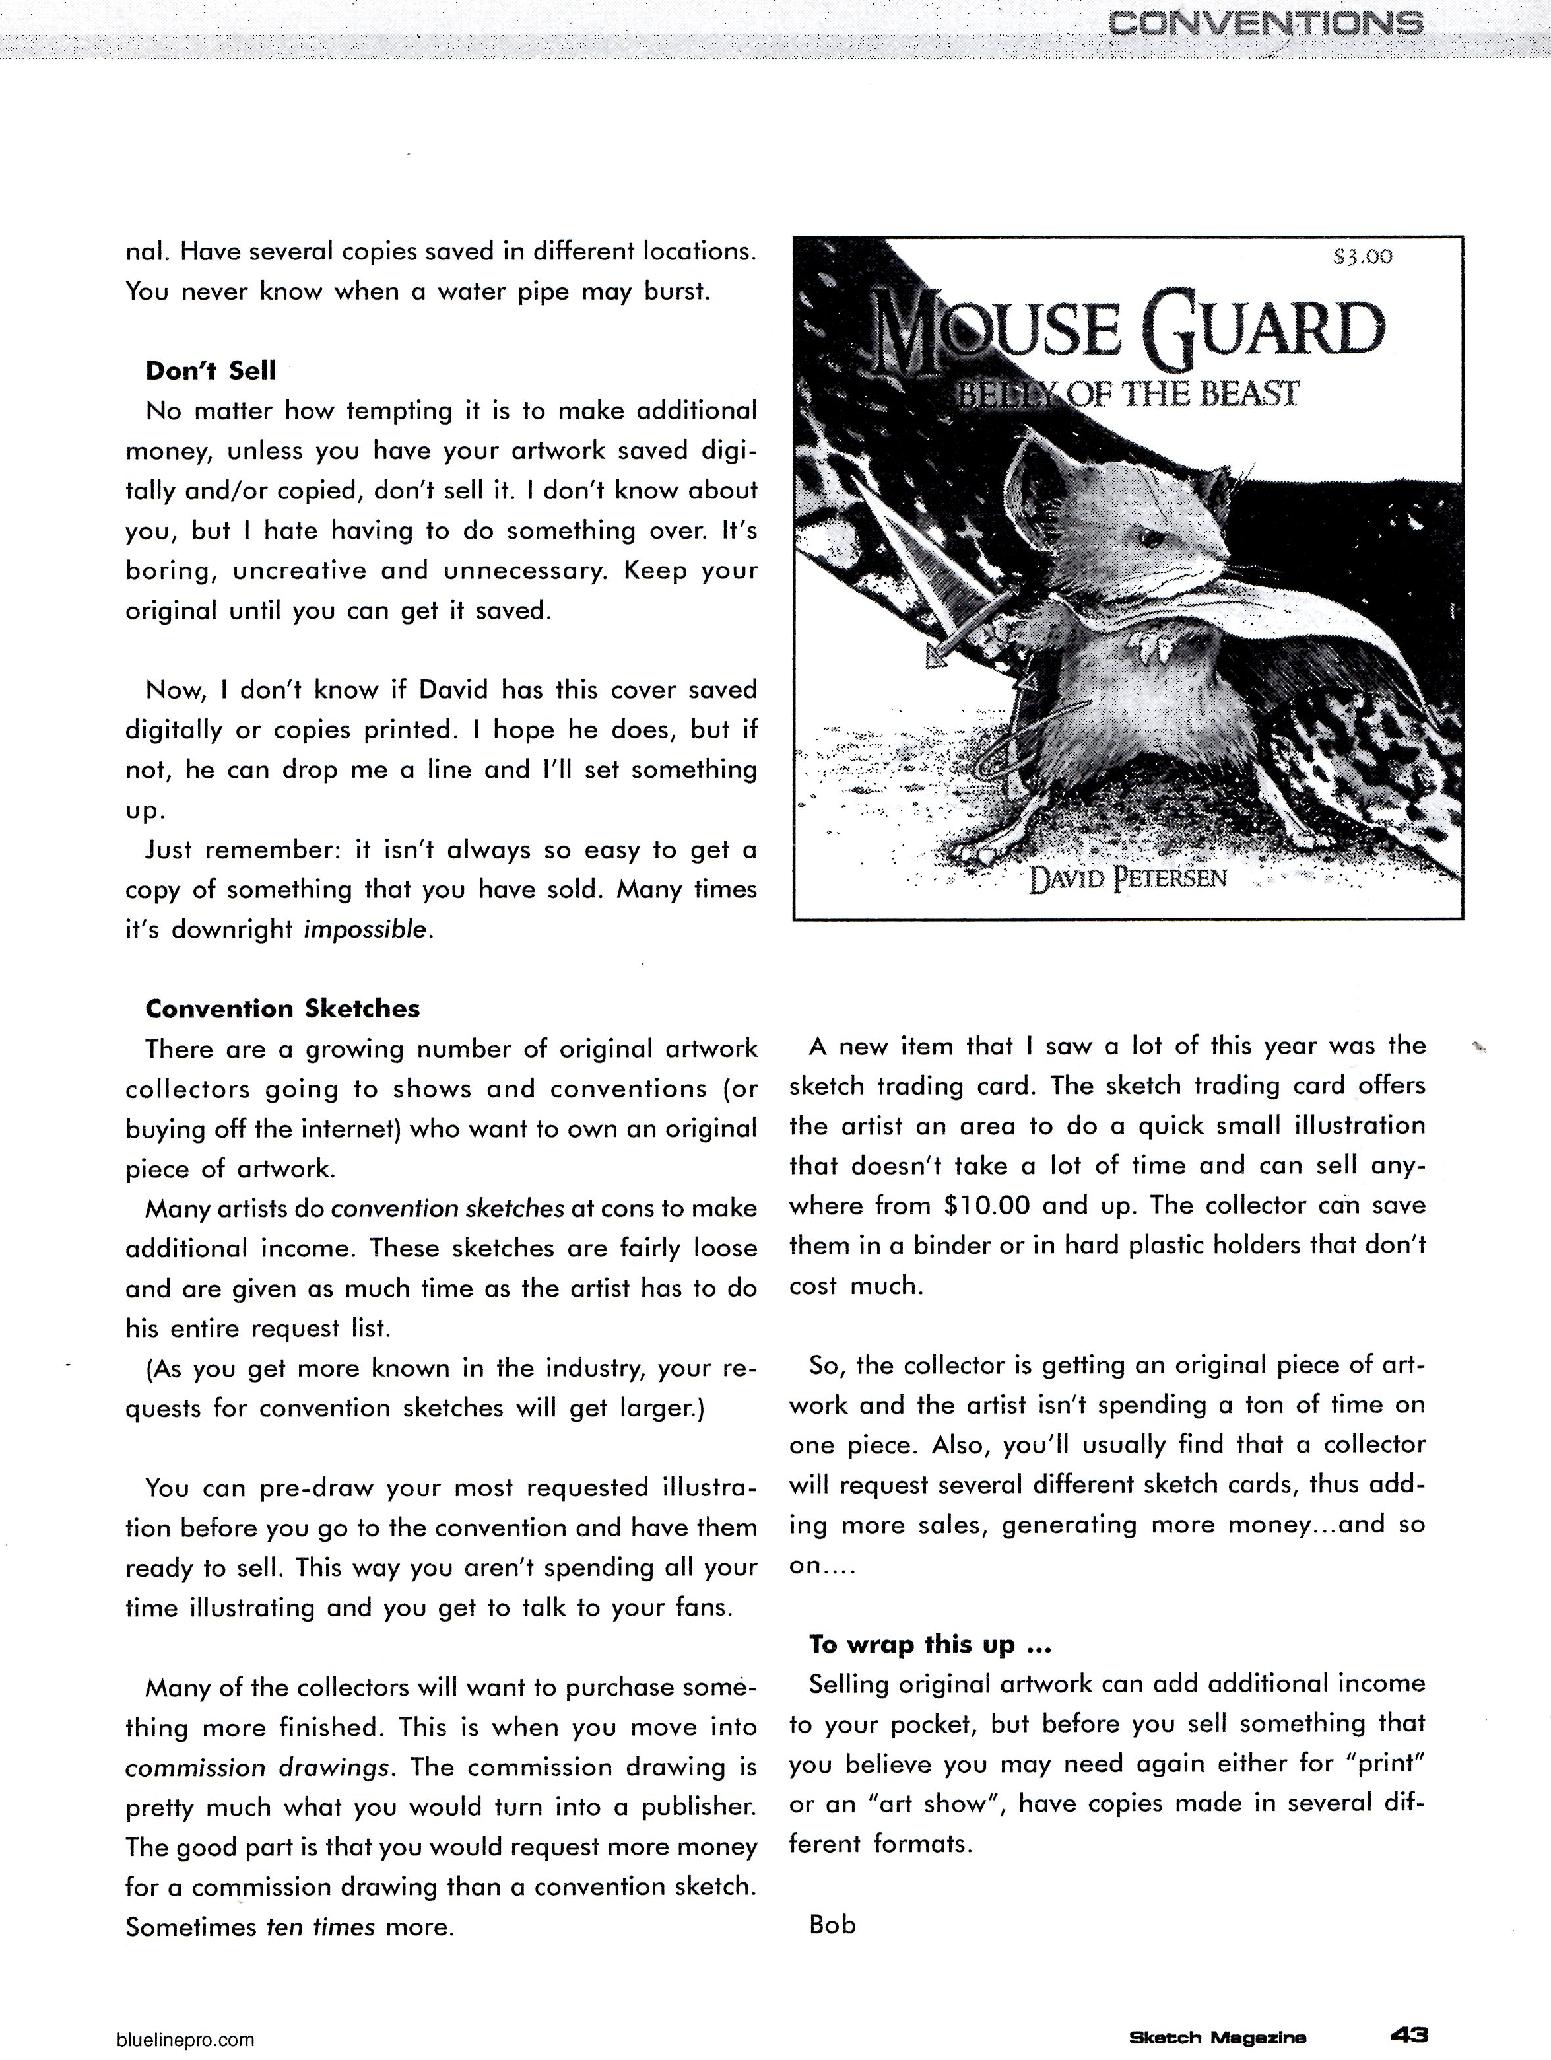 CONVENTIONS
nal. Have several copies saved in different locations.
You never know when a water pipe may burst.
Don't Sell
No matter how tempting it is to make additional
money, unless you have your artwork saved digi-
tally and/or copied, don't sell it. I don't know about
you, but I hate having to do something over. It's
boring, uncreative and unnecessary. Keep your
original until you can get it saved.
Now, I don't know if David has this cover saved
digitally or copies printed. I hope he does, but if
not, he can drop me a line and I'll set something
up.
Just remember: it isn't always so easy to get a
copy of something that you have sold. Many times
it's downright impossible.
Convention Sketches
There are a growing number of original artwork
collectors going to shows and conventions (or
buying off the internet) who want to own an original
piece of artwork.
Many artists do convention sketches at cons to make
additional income. These sketches are fairly loose
and are given as much time as the artist has to do
his entire request list.
(As you get more known in the industry, your re-
quests for convention sketches will get larger.)
You can pre-draw your most requested illustra-
tion before you go to the convention and have them
ready to sell. This way you aren't spending all your
time illustrating and you get to talk to your fans.
Many of the collectors will want to purchase some-
thing more finished. This is when you move into
commission drawings. The commission drawing is
pretty much what you would turn into a publisher.
The good part is that you would request more money
for a commission drawing than a convention sketch.
Sometimes ten times more.
$3.00
MOUSE GUARD
BELLY OF THE BEAST
DAVID PETERSEN
A new item that I saw a lot of this year was the
sketch trading card. The sketch trading card offers
the artist an area to do a quick small illustration
that doesn't take a lot of time and can sell any-
where from $10.00 and up. The collector can save
them in a binder or in hard plastic holders that don't
cost much.
So, the collector is getting an original piece of art-
work and the artist isn't spending a ton of time on
one piece. Also, you'll usually find that a collector
will request several different sketch cards, thus add-
ing more sales, generating more money...and so
on....
To wrap this up ...
Selling original artwork can add additional income
to your pocket, but before you sell something that
you believe you may need again either for "print"
or an "art show", have copies made in several dif-
ferent formats.
Bob
bluelinepro.com
Sketch Magazine 43